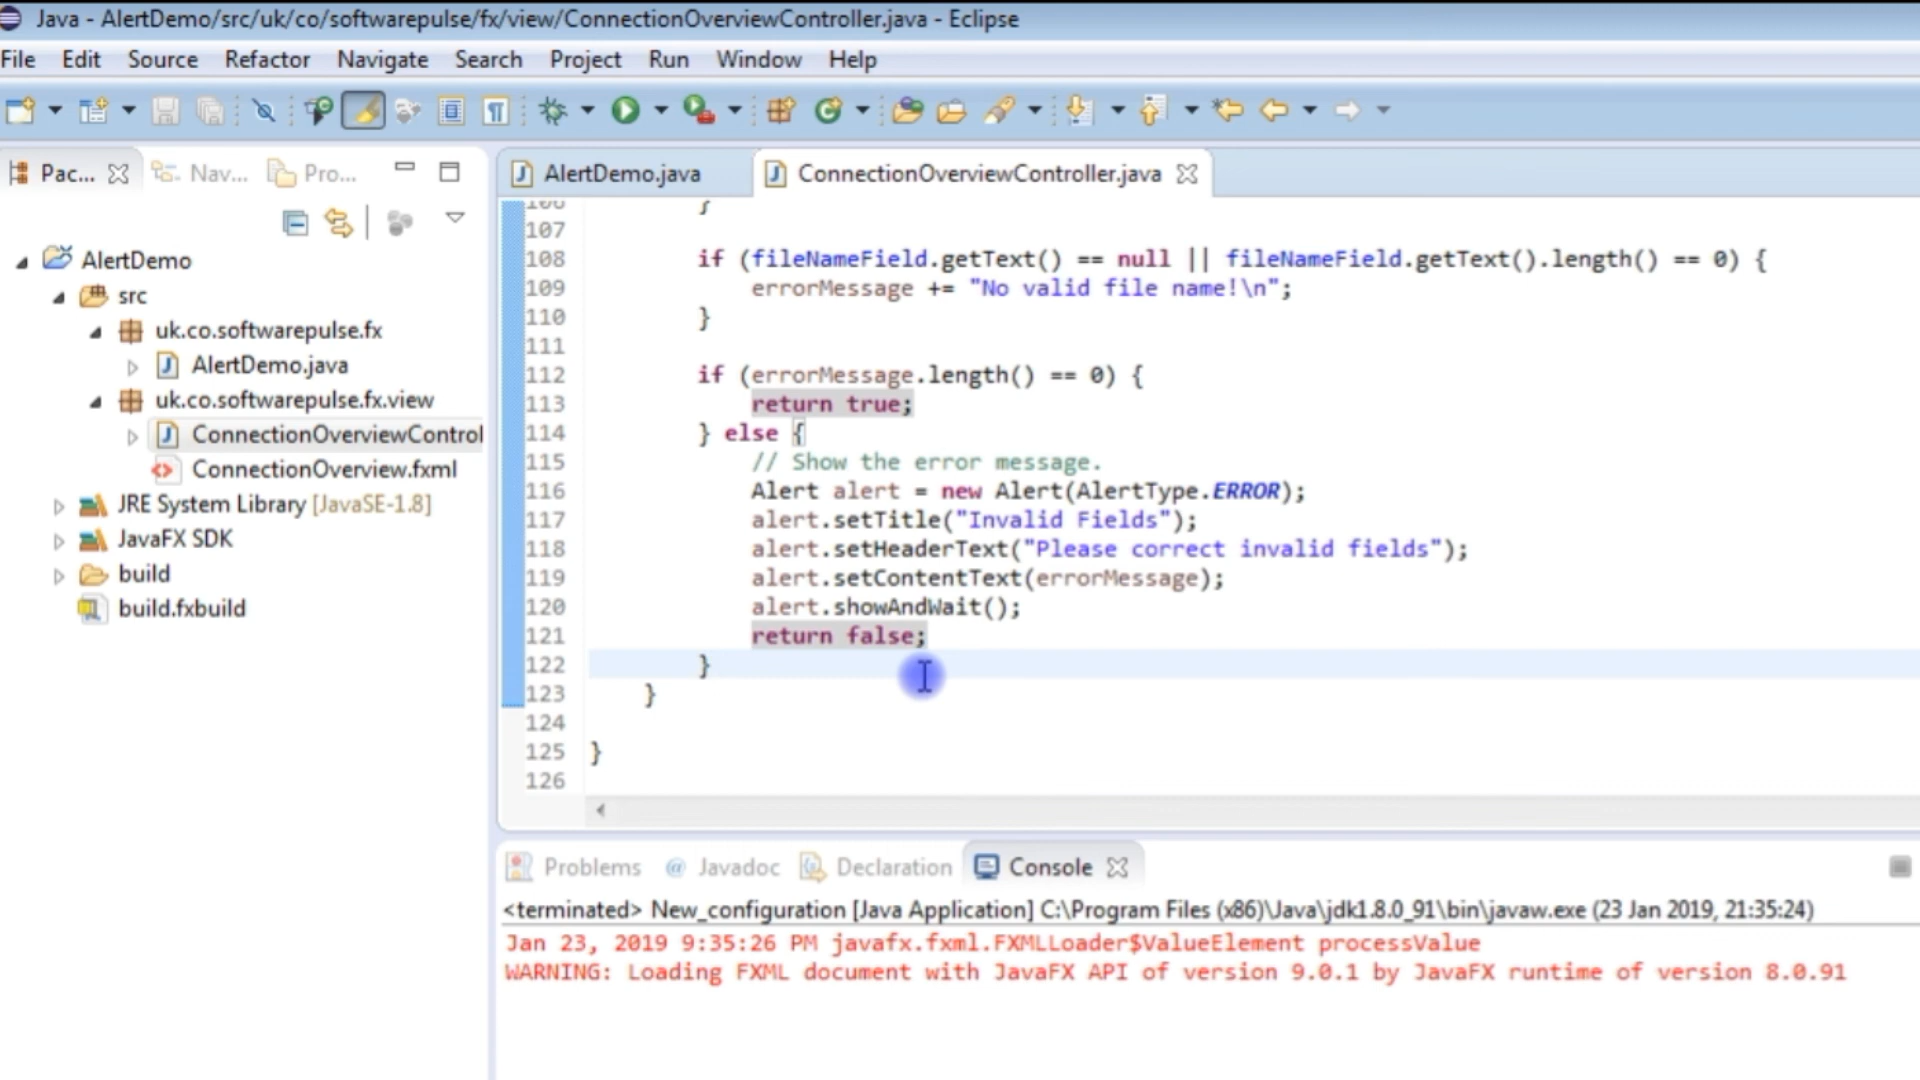 Java - AlertDemo/src/uk/co/softwarepulse/fx/view/ConnectionOverviewController.java - Eclipse
File Edit Source Refactor Navigate Search Project Run Window Help
Pac... Nav... Pro...
AlertDemo
src
uk.co.softwarepulse.fx
AlertDemo.java
uk.co.softwarepulse.fx.view
ConnectionOverviewControl
ConnectionOverview.fxml
JRE System Library [JavaSE-1.8]
JavaFX SDK
build
build.fxbuild
AlertDemo.java ConnectionOverviewController.java
106 }
107
108 if (fileNameField.getText() == null || fileNameField.getText().length() == 0) {
109 errorMessage += "No valid file name!\n";
110 }
111
112 if (errorMessage.length() == 0) {
113 return true;
114 } else {
115 // Show the error message.
116 Alert alert = new Alert(AlertType.ERROR);
117 alert.setTitle("Invalid Fields");
118 alert.setHeaderText("Please correct invalid fields");
119 alert.setContentText(errorMessage);
120 alert.showAndWait();
121 return false;
122 }
123 }
124
125 }
126
Problems Javadoc Declaration Console
<terminated> New_configuration [Java Application] C:\Program Files (x86)\Java\jdk1.8.0_91\bin\javaw.exe (23 Jan 2019, 21:35:24)
Jan 23, 2019 9:35:26 PM javafx.fxml.FXMLLoader$ValueElement processValue
WARNING: Loading FXML document with JavaFX API of version 9.0.1 by JavaFX runtime of version 8.0.91